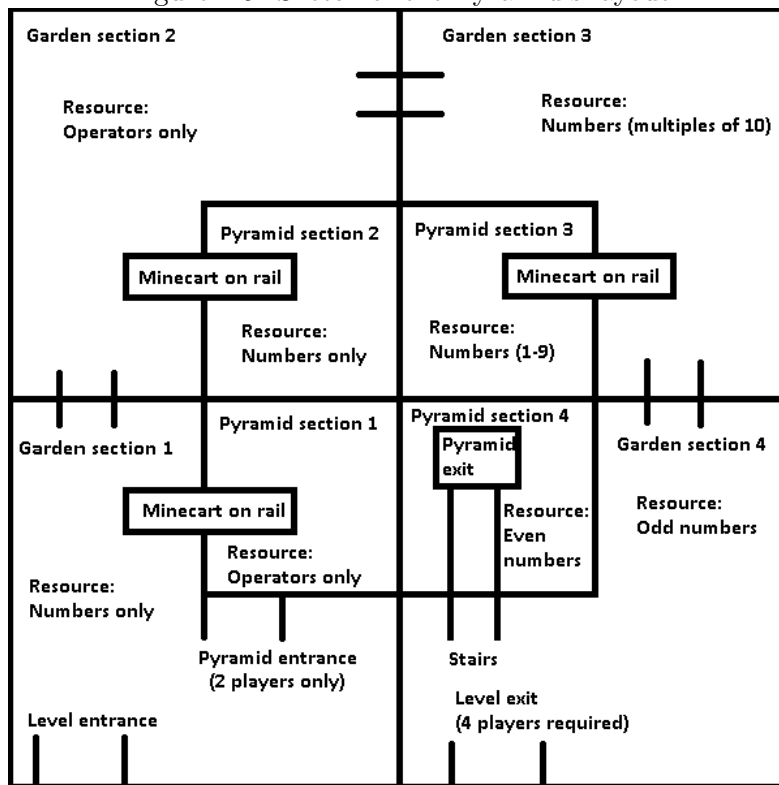 Garden section 2
Garden section 3
Resource:
Operators only
Resource:
Numbers (multiples of 10)
Pyramid section 2
Pyramid section 3
Minecart on rail
Minecart on rail
Resource:
Numbers only
Resource:
Numbers (1-9)
Garden section 1
Pyramid section 1
Pyramid section 4
Garden section 4
Pyramid
exit
Minecart on rail
Resource:
Even
numbers
Resource:
Odd numbers
Resource:
Operators only
Resource:
Numbers only
Pyramid entrance
(2 players only)
Stairs
Level entrance
Level exit
(4 players required)